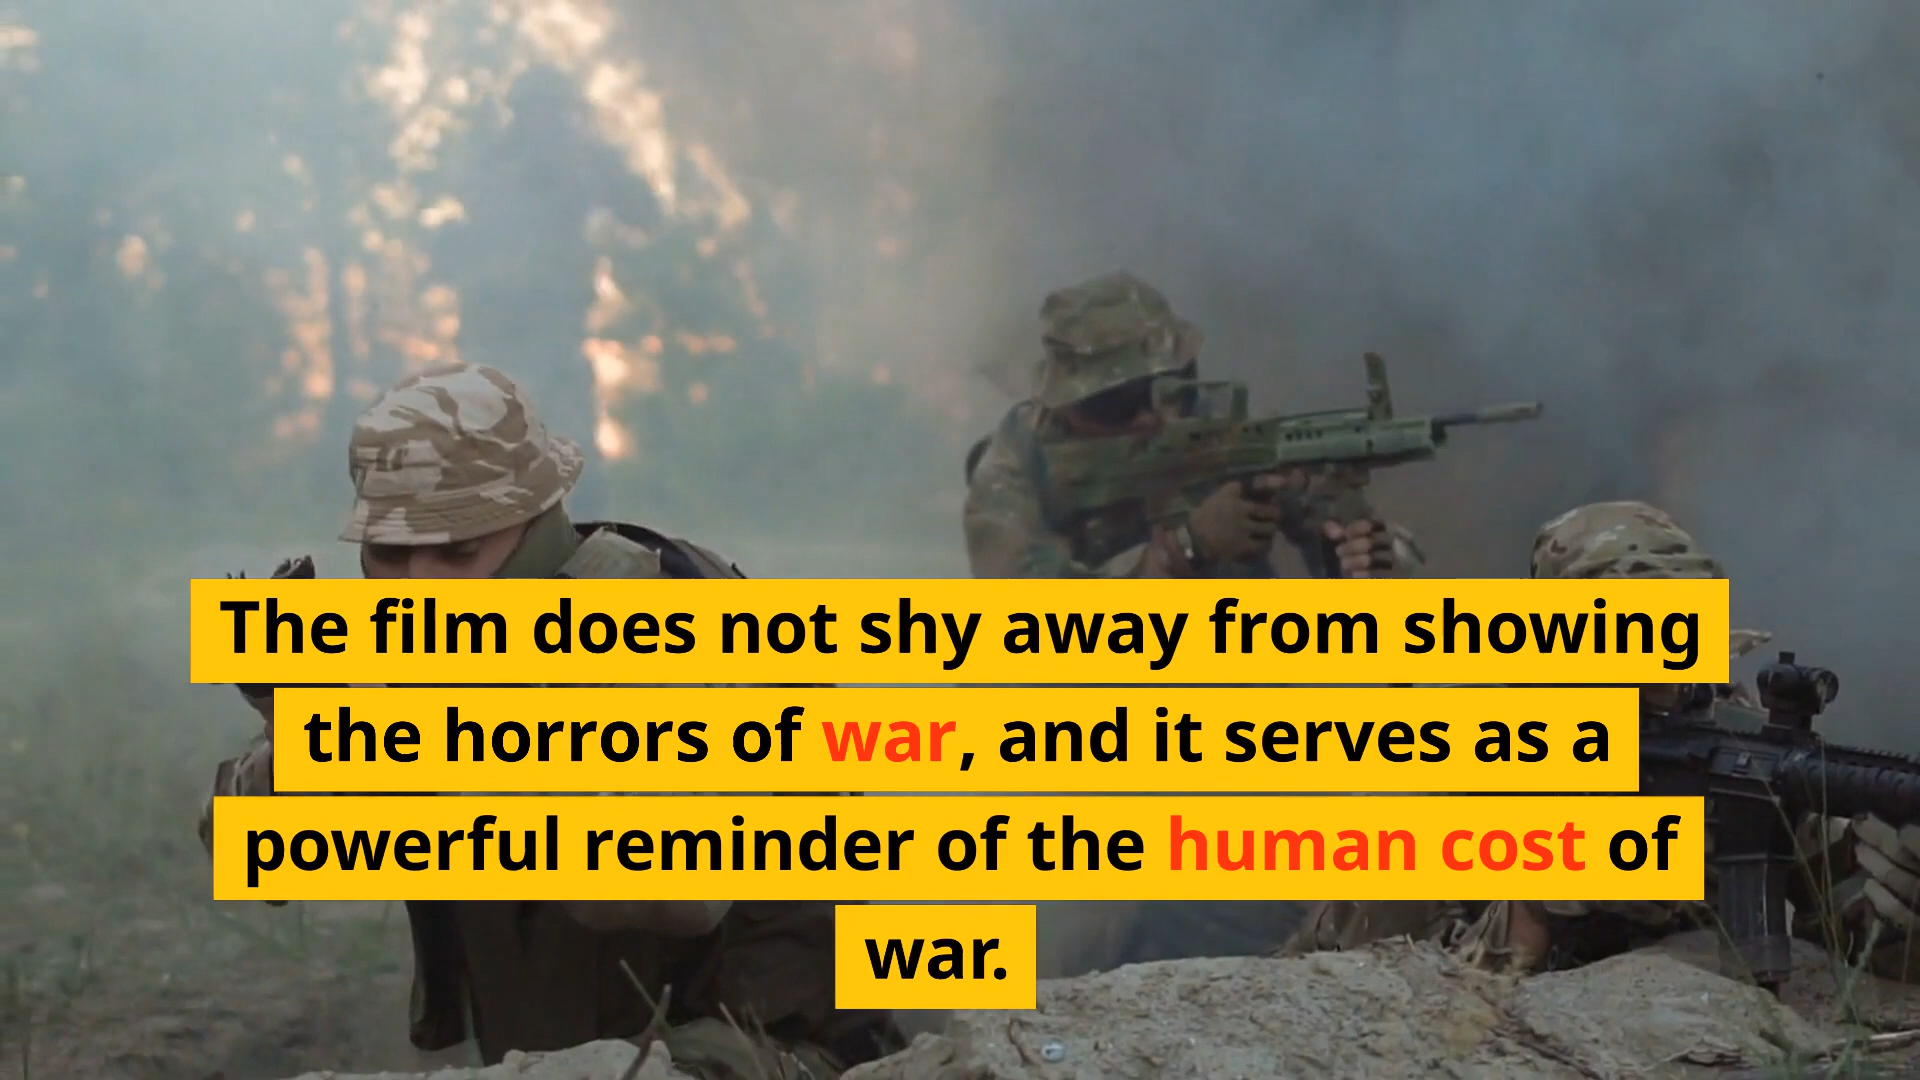 The film does not shy away from showing
the horrors of war, and it serves as a
powerful reminder of the human cost of
war.